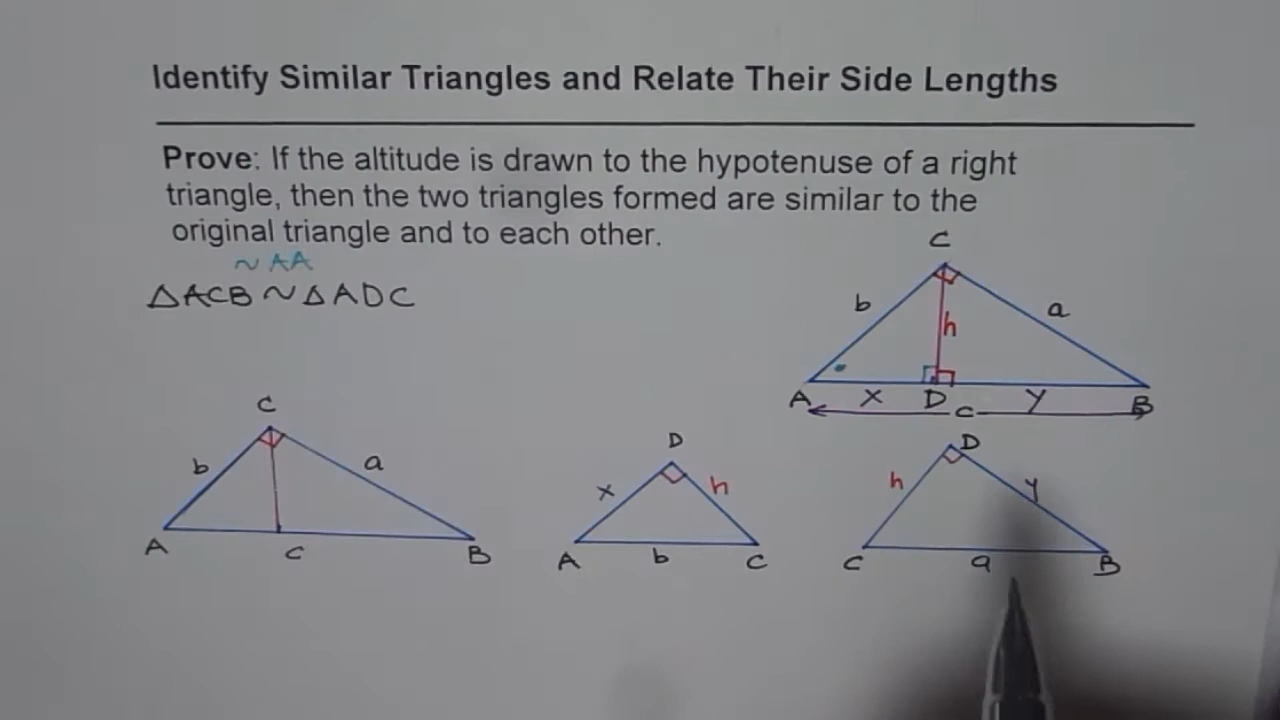 Identify Similar Triangles and Relate Their Side Lengths
Prove: If the altitude is drawn to the hypotenuse of a right
triangle, then the two triangles formed are similar to the
original triangle and to each other.
~ AA
△ACB ~ △ADC
C
b
a
h
A
x
D
y
B
c
C
b
a
A
c
B
D
x
h
A
b
C
D
h
y
C
a
B